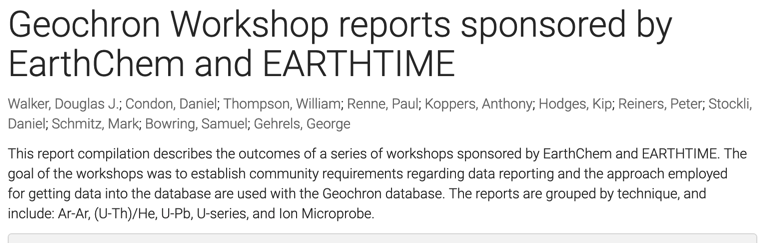 Geochron Workshop reports sponsored by
EarthChem and EARTHTIME
Walker, Douglas J.; Condon, Daniel; Thompson, William; Renne, Paul; Koppers, Anthony; Hodges, Kip; Reiners, Peter; Stockli,
Daniel; Schmitz, Mark; Bowring, Samuel; Gehrels, George
This report compilation describes the outcomes of a series of workshops sponsored by EarthChem and EARTHTIME. The
goal of the workshops was to establish community requirements regarding data reporting and the approach employed
for getting data into the database are used with the Geochron database. The reports are grouped by technique, and
include: Ar-Ar, (U-Th)/He, U-Pb, U-series, and Ion Microprobe.